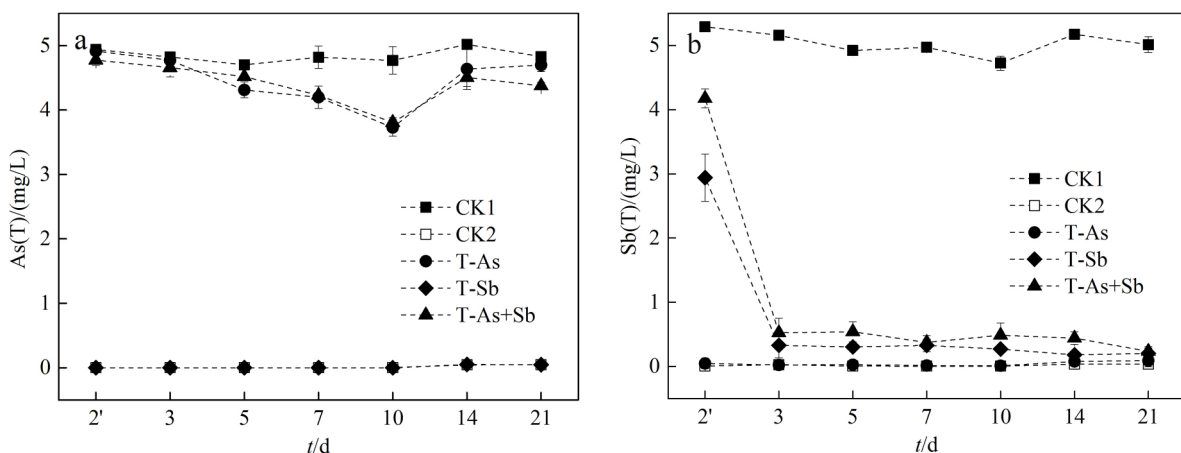 a
As(T)/(mg/L)
5
4
3
2
1
0
CK1
CK2
T-As
T-Sb
T-As+Sb
2' 3 5 7 10 14 21
t/d
b
Sb(T)/(mg/L)
5
4
3
2
1
0
CK1
CK2
T-As
T-Sb
T-As+Sb
2' 3 5 7 10 14 21
t/d